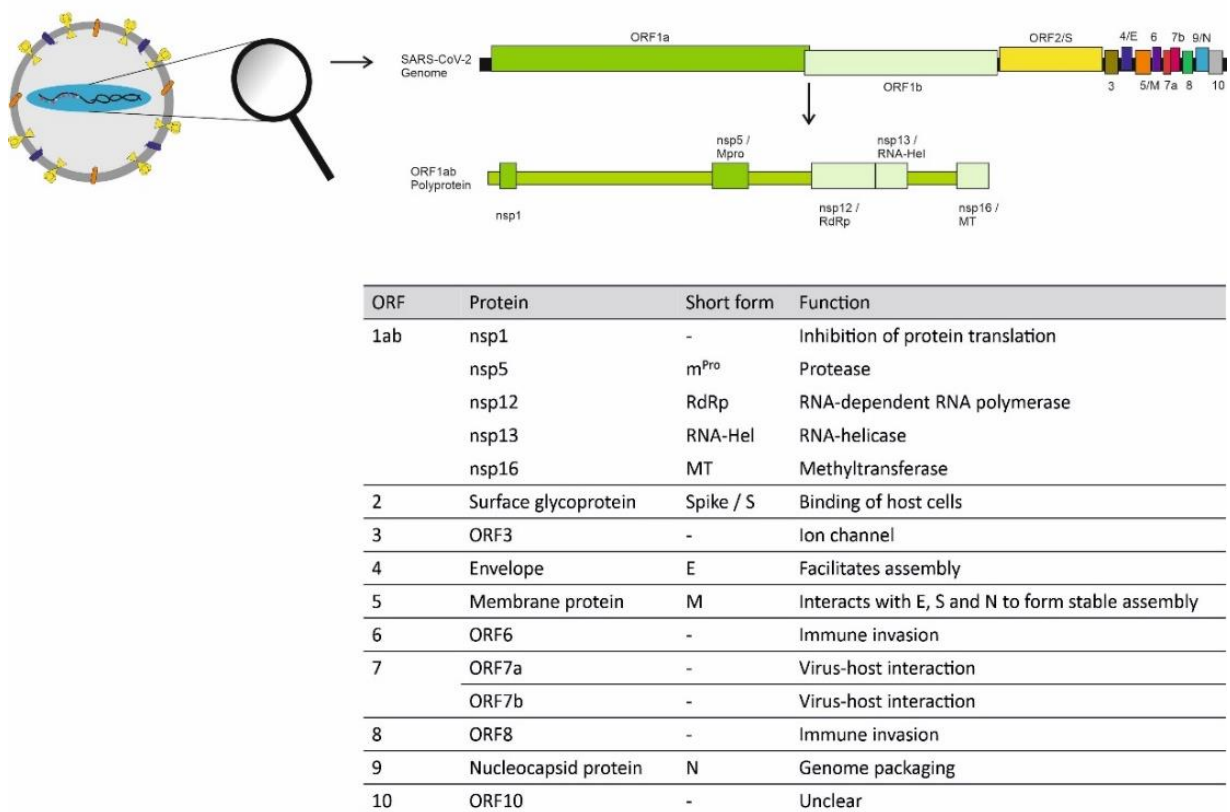 ORF1a
4/E 6 7b 9/N
ORF2/S
SARS-CoV-2
Genome
ORF1b
3 5/M 7a 8 10
nsp5 /
Mpro
nsp13 /
RNA-Hel
ORF1ab
Polyprotein
nsp1
nsp12 /
RdRp
nsp16 /
MT
ORF Protein Short form Function
1ab nsp1 - Inhibition of protein translation
nsp5 mPro Protease
nsp12 RdRp RNA-dependent RNA polymerase
nsp13 RNA-Hel RNA-helicase
nsp16 MT Methyltransferase
2 Surface glycoprotein Spike / S Binding of host cells
3 ORF3 - Ion channel
4 Envelope E Facilitates assembly
5 Membrane protein M Interacts with E, S and N to form stable assembly
6 ORF6 - Immune invasion
7 ORF7a - Virus-host interaction
ORF7b - Virus-host interaction
8 ORF8 - Immune invasion
9 Nucleocapsid protein N Genome packaging
10 ORF10 - Unclear